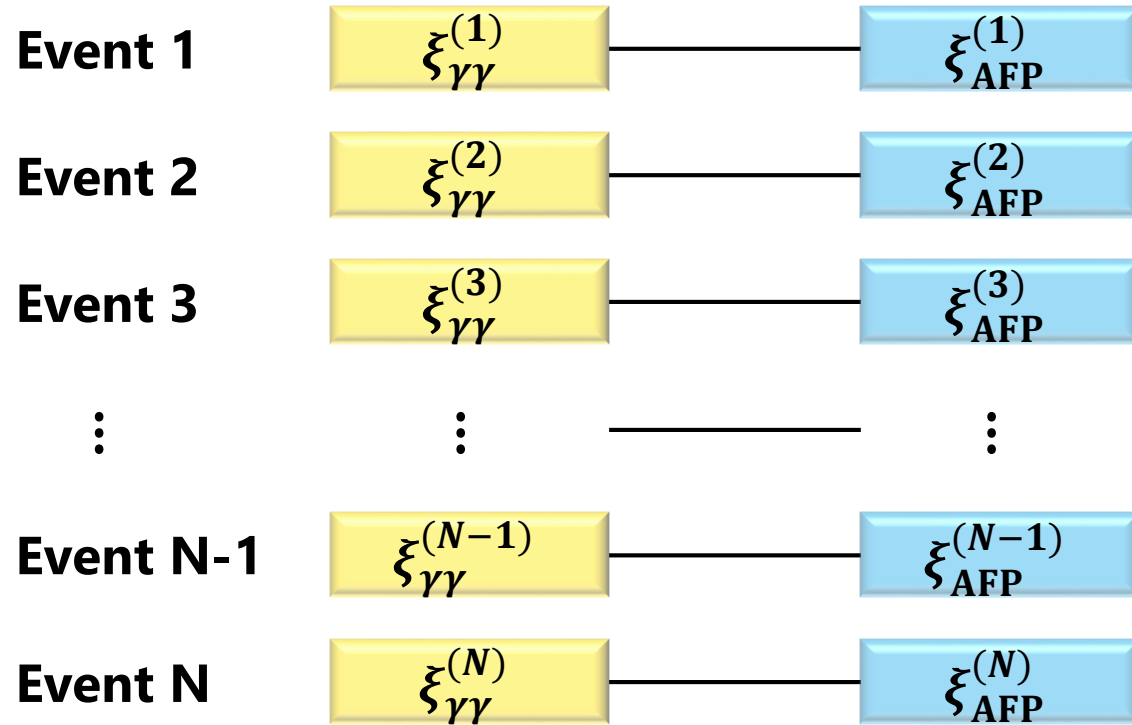 Event 1 ξ_γγ^(1) ξ_AFP^(1)
Event 2 ξ_γγ^(2) ξ_AFP^(2)
Event 3 ξ_γγ^(3) ξ_AFP^(3)
⋮ ⋮ ⋮
Event N-1 ξ_γγ^(N−1) ξ_AFP^(N−1)
Event N ξ_γγ^(N) ξ_AFP^(N)